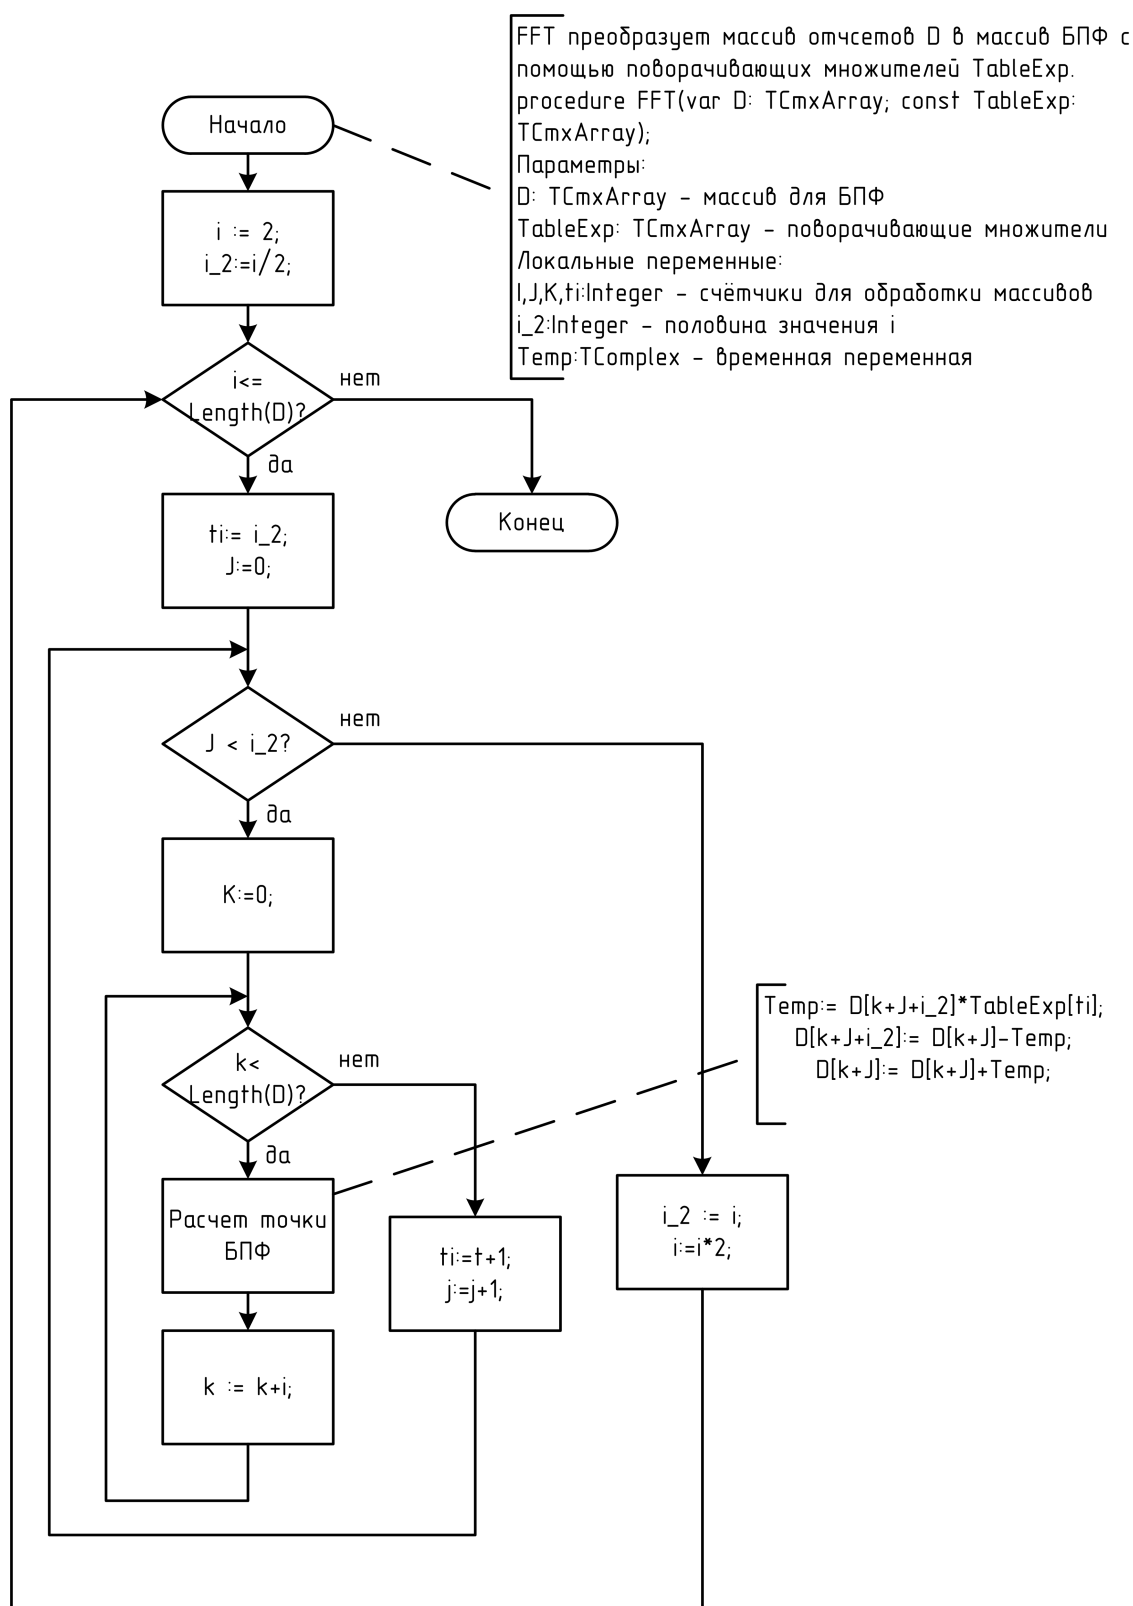 FFT преобразует массив отчсетов D в массив БПФ с
помощью поворачивающих множителей TableExp.
procedure FFT(var D: TCmxArray; const TableExp:
TCmxArray);
Параметры:
D: TCmxArray - массив для БПФ
TableExp: TCmxArray - поворачивающие множители
Локальные переменные:
I,J,K,ti:Integer - счётчики для обработки массивов
i_2:Integer - половина значения i
Temp:TComplex - временная переменная
Начало
i := 2;
i_2:=i/2;
i<=
Length(D)?
нет
да
Конец
ti:= i_2;
J:=0;
J < i_2?
нет
да
K:=0;
k<
Length(D)?
нет
да
Temp:= D[k+J+i_2]*TableExp[ti];
D[k+J+i_2]:= D[k+J]-Temp;
D[k+J]:= D[k+J]+Temp;
Расчет точки
БПФ
ti:=t+1;
j:=j+1;
i_2 := i;
i:=i*2;
k := k+i;